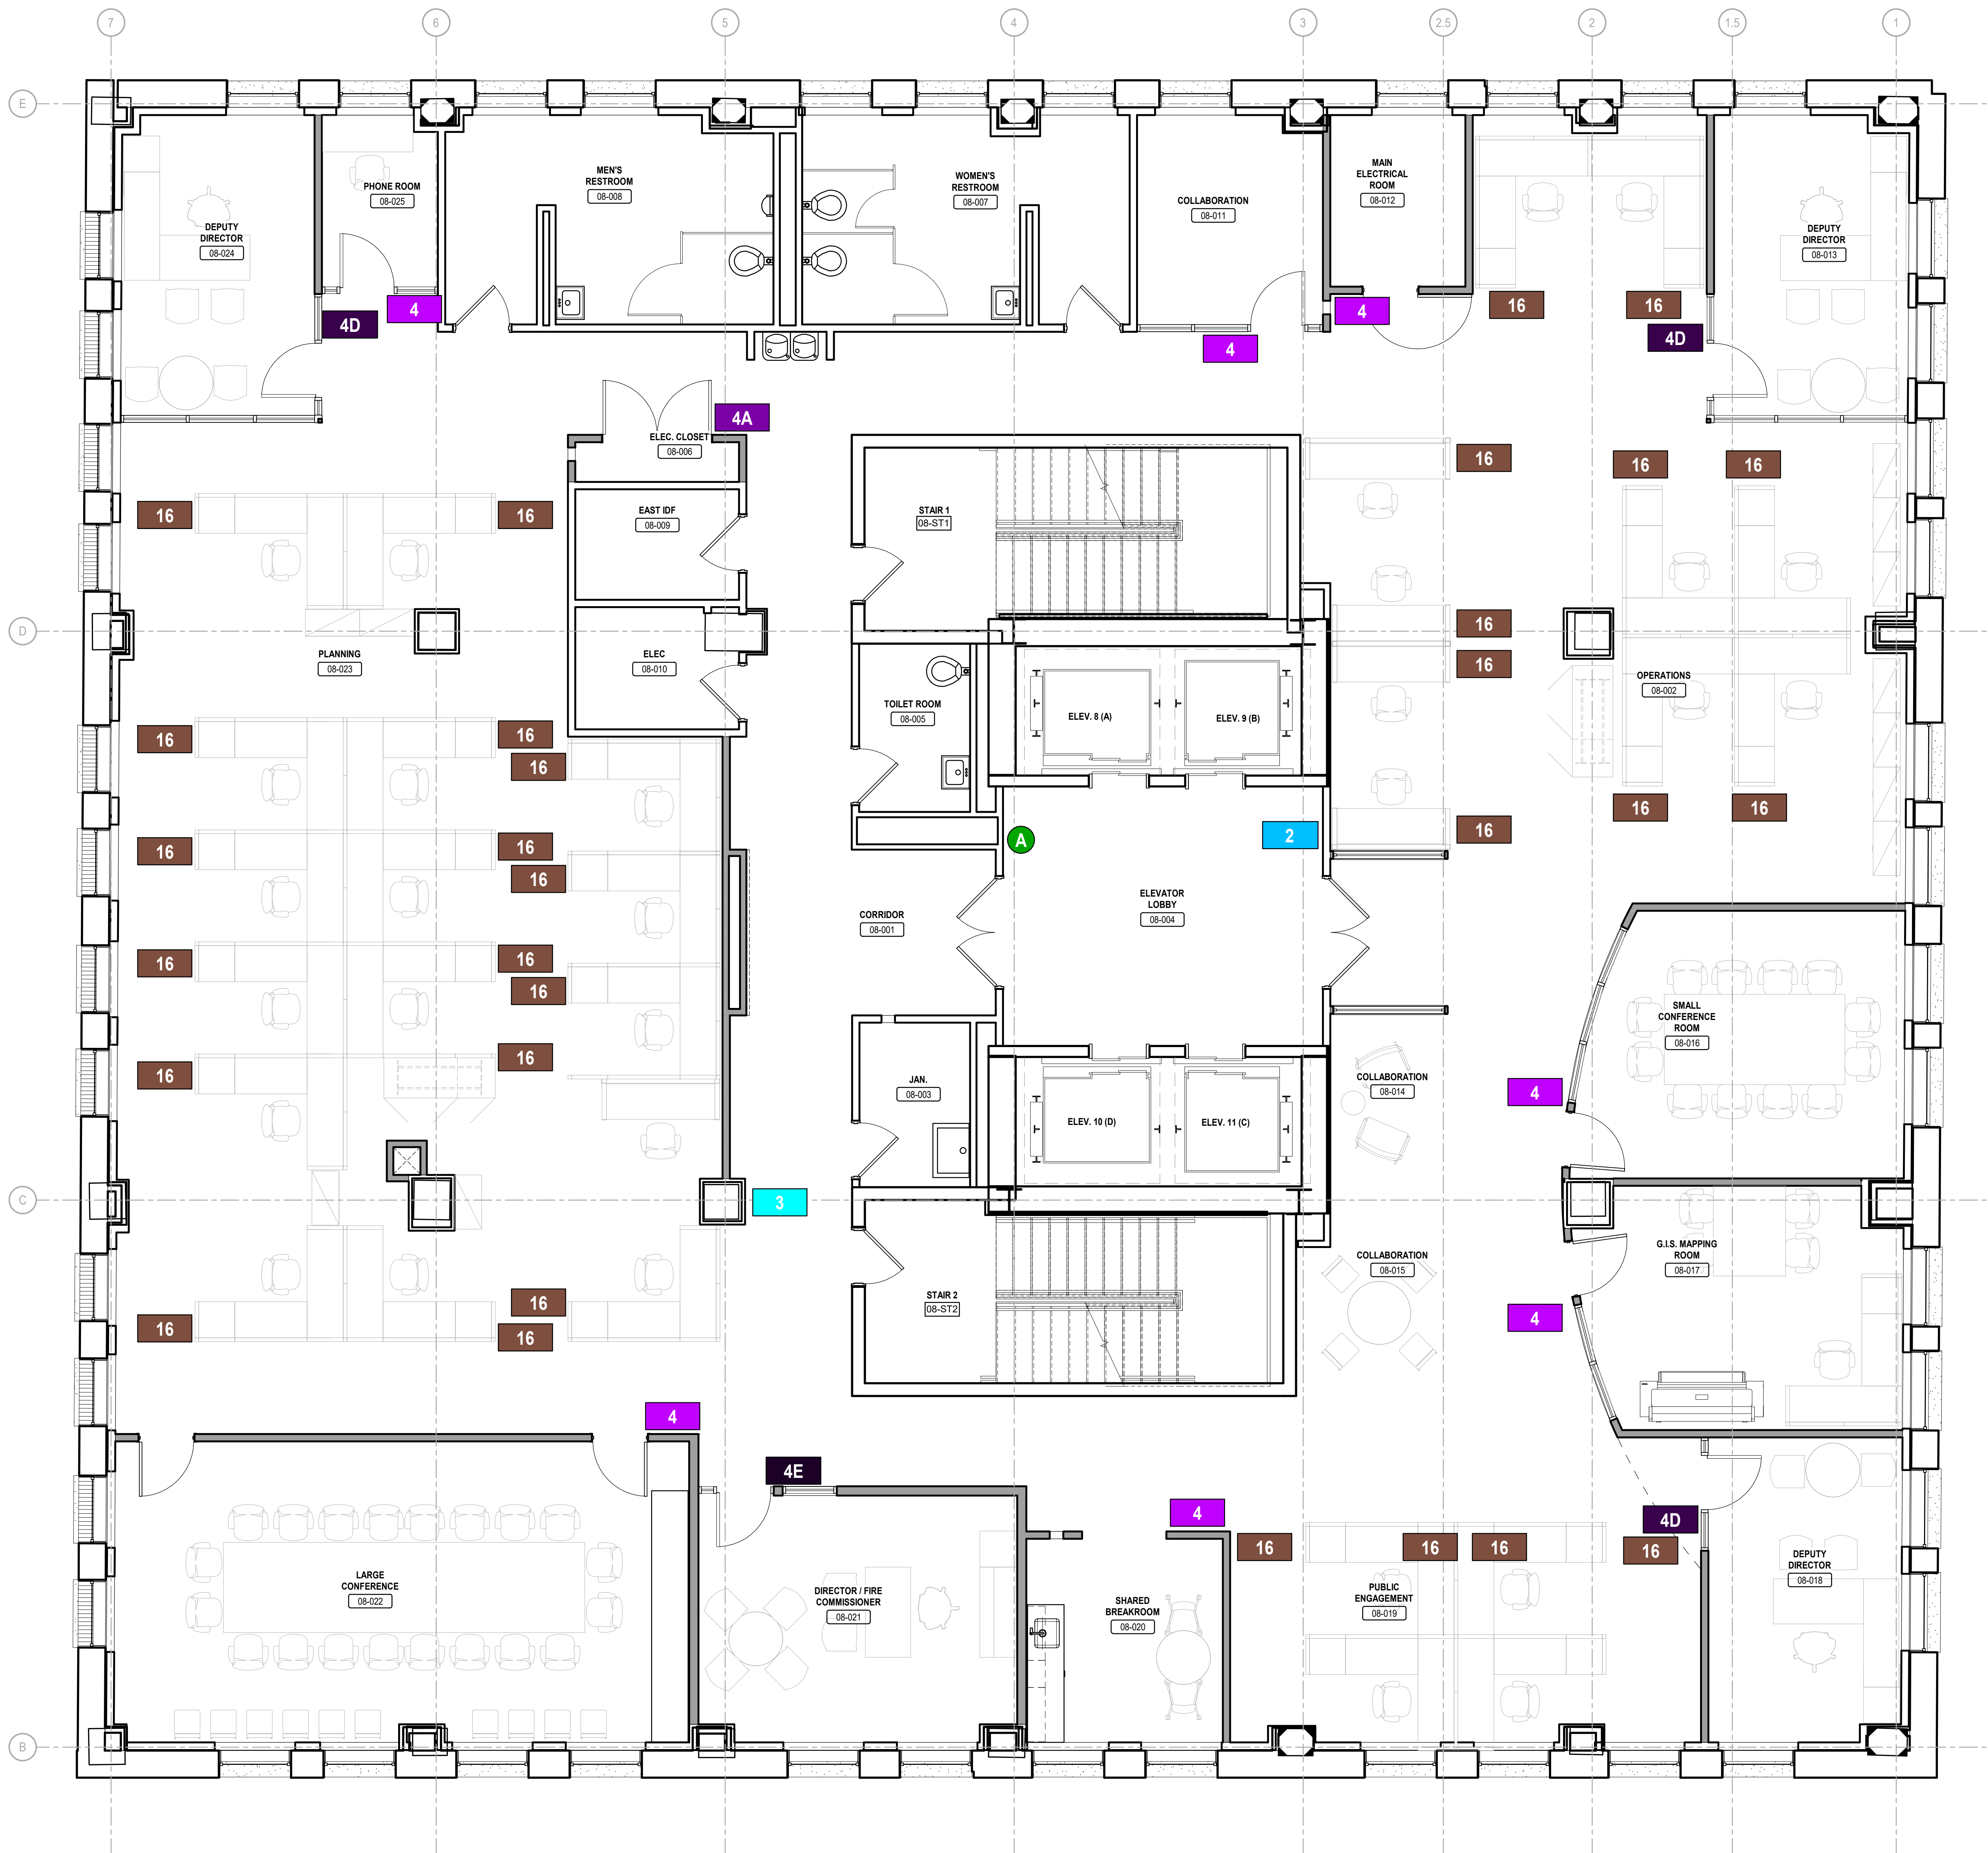 7 6 5 4 3 2.5 2 1.5 1
E
MEN'S
RESTROOM
08-008
WOMEN'S
RESTROOM
08-007
MAIN
ELECTRICAL
ROOM
08-012
PHONE ROOM
08-025
COLLABORATION
08-011
DEPUTY
DIRECTOR
08-024
DEPUTY
DIRECTOR
08-013
4
4D
4
4
16
16
4D
4A
ELEC. CLOSET
08-006
16
16
16
16
16
EAST IDF
08-009
STAIR 1
08-ST1
D
PLANNING
08-023
ELEC
08-010
16
16
OPERATIONS
08-002
TOILET ROOM
08-005
ELEV. 8 (A)
ELEV. 9 (B)
16
16
16
16
16
16
16
16
A
2
16
ELEVATOR
LOBBY
08-004
CORRIDOR
08-001
16
16
16
SMALL
CONFERENCE
ROOM
08-016
16
16
JAN.
08-003
COLLABORATION
08-014
4
ELEV. 10 (D)
ELEV. 11 (C)
C
3
G.I.S. MAPPING
ROOM
08-017
COLLABORATION
08-015
STAIR 2
08-ST2
16
16
16
4
4
4E
4
4D
16
16
16
16
LARGE
CONFERENCE
08-022
DIRECTOR / FIRE
COMMISSIONER
08-021
SHARED
BREAKROOM
08-020
PUBLIC
ENGAGEMENT
08-019
DEPUTY
DIRECTOR
08-018
B